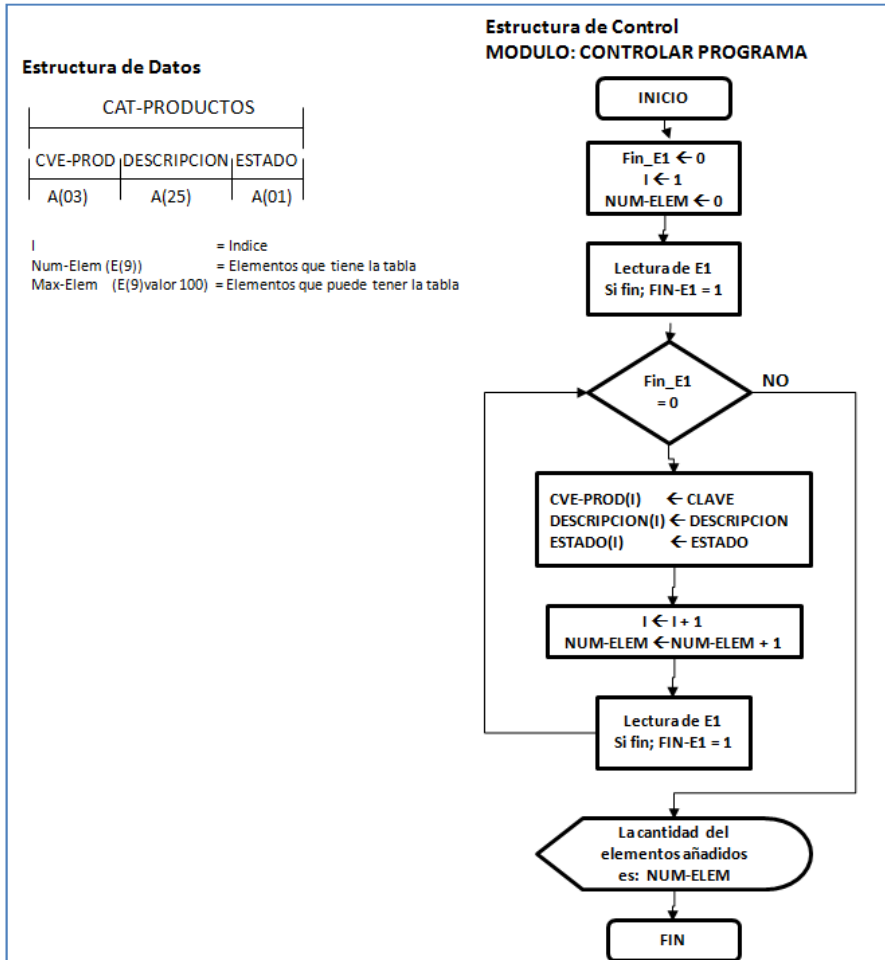 Estructura de Datos
CAT-PRODUCTOS
CVE-PROD DESCRIPCION ESTADO
A(03) A(25) A(01)
I = Indice
Num-Elem (E(9)) = Elementos que tiene la tabla
Max-Elem (E(9)valor 100) = Elementos que puede tener la tabla
Estructura de Control
MODULO: CONTROLAR PROGRAMA
INICIO
Fin_E1 ← 0
I ← 1
NUM-ELEM ← 0
Lectura de E1
Si fin; FIN-E1 = 1
Fin_E1
= 0
NO
CVE-PROD(I) ← CLAVE
DESCRIPCION(I) ← DESCRIPCION
ESTADO(I) ← ESTADO
I ← I + 1
NUM-ELEM ←NUM-ELEM + 1
Lectura de E1
Si fin; FIN-E1 = 1
La cantidad del
elementos añadidos
es: NUM-ELEM
FIN